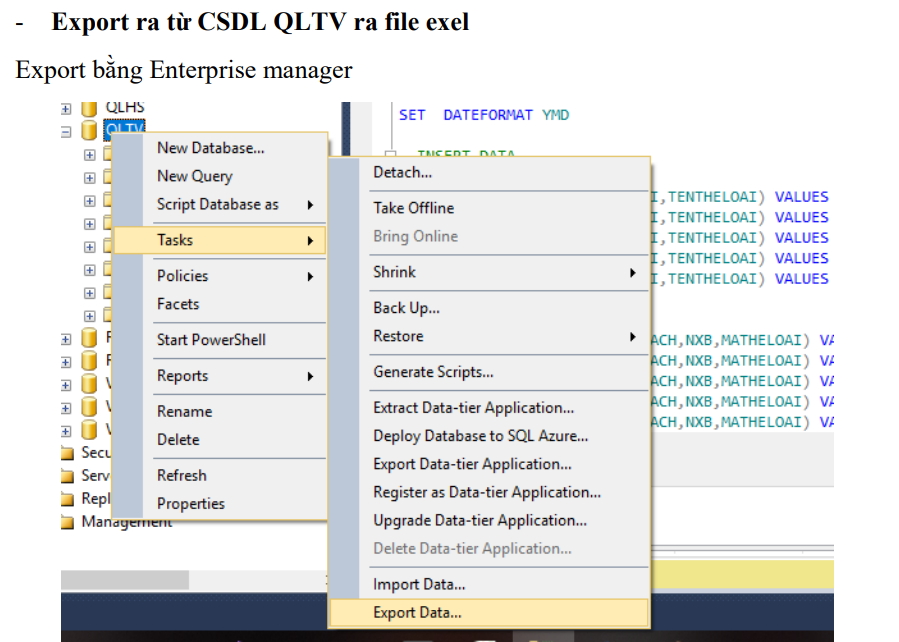 - Export ra từ CSDL QLTV ra file exel
Export bằng Enterprise manager
QLHS
QLTV
SET DATEFORMAT YMD
INSERT DATA
New Database...
New Query
Script Database as
Tasks
Policies
Facets
Start PowerShell
Reports
Rename
Delete
Refresh
Properties
Detach...
Take Offline
Bring Online
Shrink
Back Up...
Restore
Generate Scripts...
Extract Data-tier Application...
Deploy Database to SQL Azure...
Export Data-tier Application...
Register as Data-tier Application...
Upgrade Data-tier Application...
Delete Data-tier Application...
Import Data...
Export Data...
I,TENTHELOAI) VALUES
I,TENTHELOAI) VALUES
I,TENTHELOAI) VALUES
I,TENTHELOAI) VALUES
I,TENTHELOAI) VALUES
ACH,NXB,MATHELOAI) VA
ACH,NXB,MATHELOAI) VA
ACH,NXB,MATHELOAI) VA
ACH,NXB,MATHELOAI) VA
ACH,NXB,MATHELOAI) VA
Secu
Serv
Repl
Management